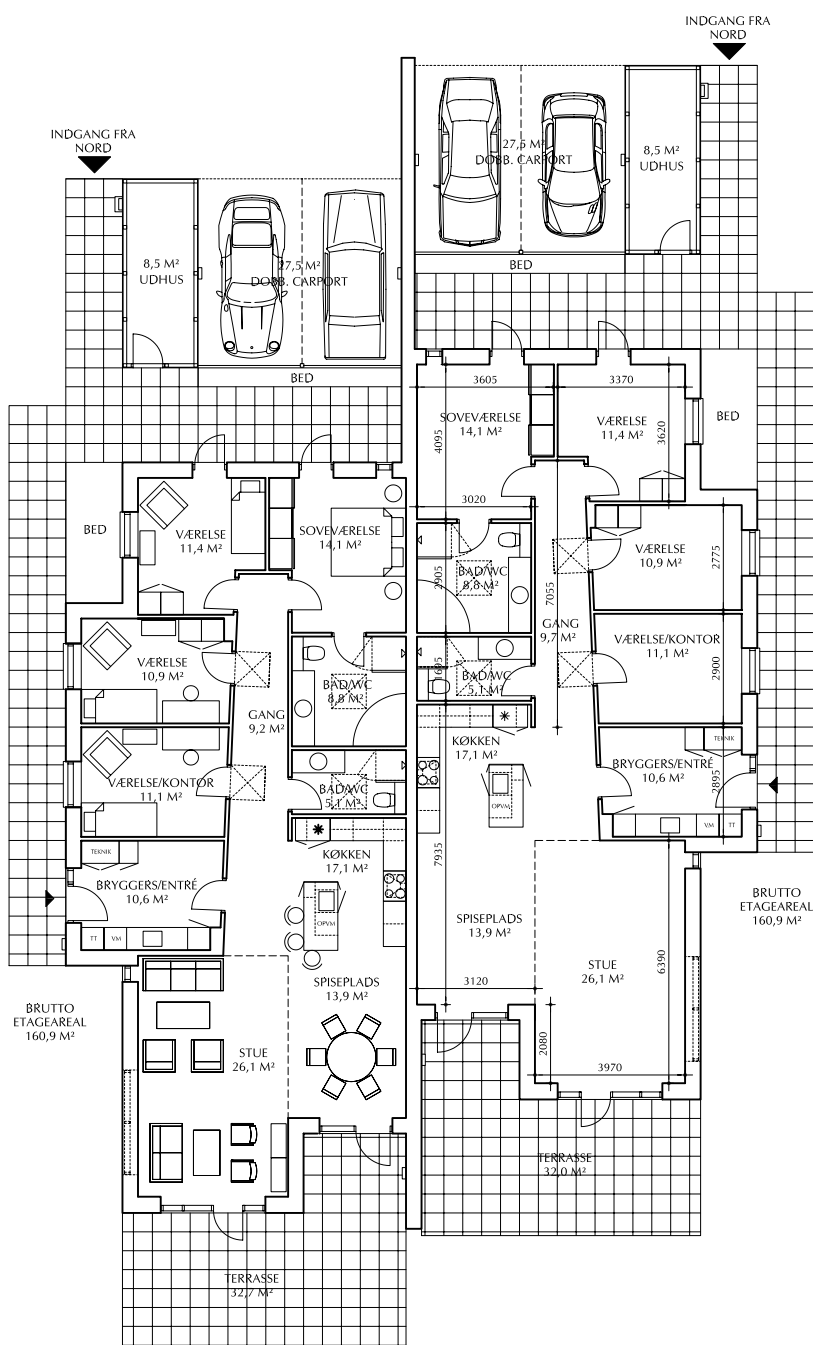 INDGANG FRA
NORD
27,5 M²
DOBB. CARPORT
8,5 M²
UDHUS
BED
INDGANG FRA
NORD
8,5 M²
UDHUS
27,5 M²
DOBB. CARPORT
BED
3605
3370
SOVEVÆRELSE
14,1 M²
4095
VÆRELSE
11,4 M²
3620
BED
3020
BED
VÆRELSE
11,4 M²
SOVEVÆRELSE
14,1 M²
BAD/WC
8,8 M²
2905
VÆRELSE
10,9 M²
2775
7055
GANG
9,7 M²
VÆRELSE/KONTOR
11,1 M²
2900
VÆRELSE
10,9 M²
BAD/WC
8,8 M²
BAD/WC
5,1 M²
1695
GANG
9,2 M²
KØKKEN
17,1 M²
TEKNIK
BRYGGERS/ENTRÉ
10,6 M²
2895
VÆRELSE/KONTOR
11,1 M²
BAD/WC
5,1 M²
OPVM
VM
TT
KØKKEN
17,1 M²
TEKNIK
BRYGGERS/ENTRÉ
10,6 M²
7935
OPVM
TT
VM
SPISEPLADS
13,9 M²
BRUTTO
ETAGEAREAL
160,9 M²
STUE
26,1 M²
6390
3120
SPISEPLADS
13,9 M²
BRUTTO
ETAGEAREAL
160,9 M²
2080
STUE
26,1 M²
3970
TERRASSE
32,0 M²
TERRASSE
32,7 M²